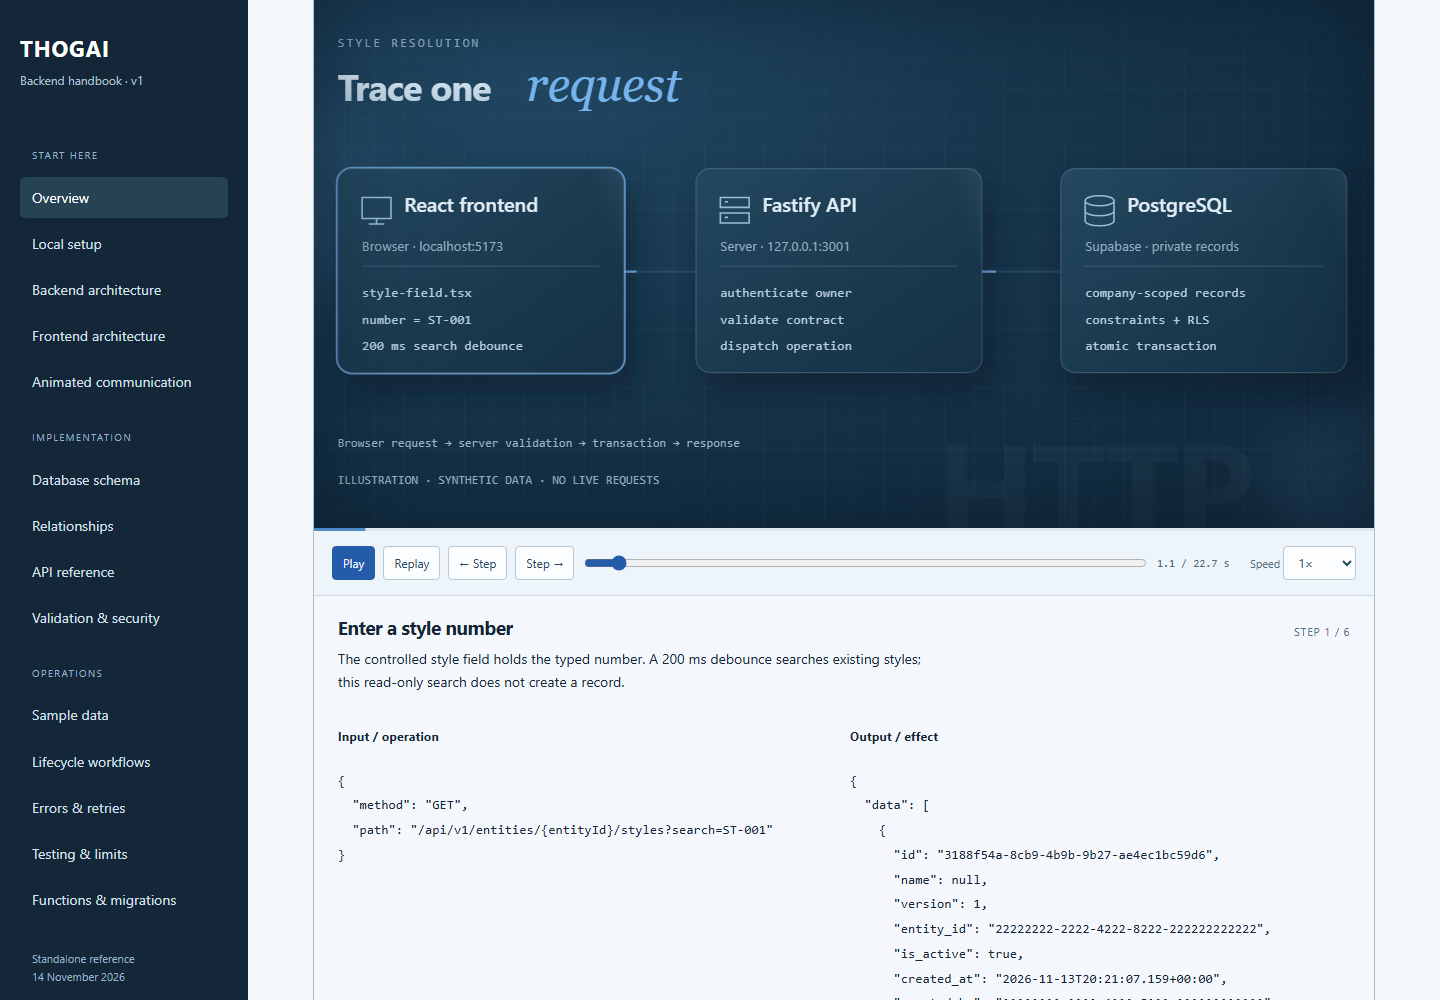 THOGAI
Backend handbook · v1
START HERE
Overview
Local setup
Backend architecture
Frontend architecture
Animated communication
IMPLEMENTATION
Database schema
Relationships
API reference
Validation & security
OPERATIONS
Sample data
Lifecycle workflows
Errors & retries
Testing & limits
Functions & migrations
Standalone reference
14 November 2026
STYLE RESOLUTION
Trace one request
React frontend
Browser · localhost:5173
style-field.tsx
number = ST-001
200 ms search debounce
Fastify API
Server · 127.0.0.1:3001
authenticate owner
validate contract
dispatch operation
PostgreSQL
Supabase · private records
company-scoped records
constraints + RLS
atomic transaction
Browser request → server validation → transaction → response
ILLUSTRATION · SYNTHETIC DATA · NO LIVE REQUESTS
HTTP
Play
Replay
← Step
Step →
1.1 / 22.7 s
Speed
1×
Enter a style number
STEP 1 / 6
The controlled style field holds the typed number. A 200 ms debounce searches existing styles;
this read-only search does not create a record.
Input / operation
{
"method": "GET",
"path": "/api/v1/entities/{entityId}/styles?search=ST-001"
}
Output / effect
{
"data": [
{
"id": "3188f54a-8cb9-4b9b-9b27-ae4ec1bc59d6",
"name": null,
"version": 1,
"entity_id": "22222222-2222-4222-8222-222222222222",
"is_active": true,
"created_at": "2026-11-13T20:21:07.159+00:00",